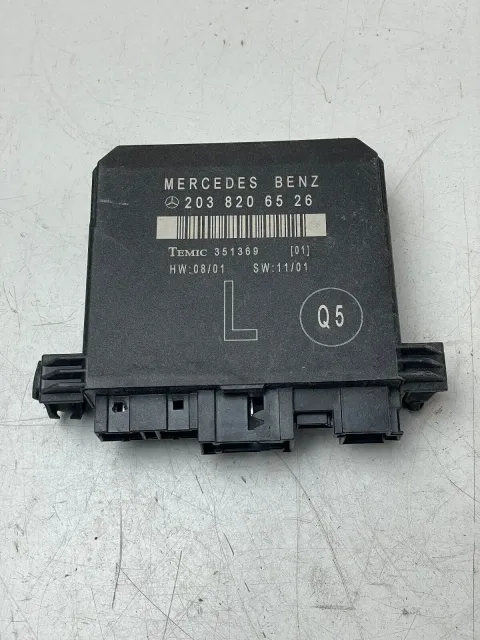 MERCEDES BENZ
203 820 65 26
TEMIC 351369 [01]
HW:08/01 SW:11/01
L
Q5